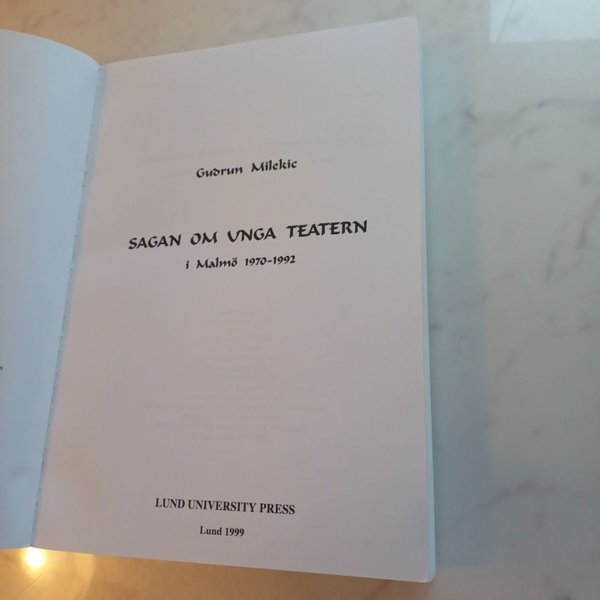 Gudrun Milekic
SAGAN OM UNGA TEATERN
i Malmö 1970-1992
LUND UNIVERSITY PRESS
Lund 1999